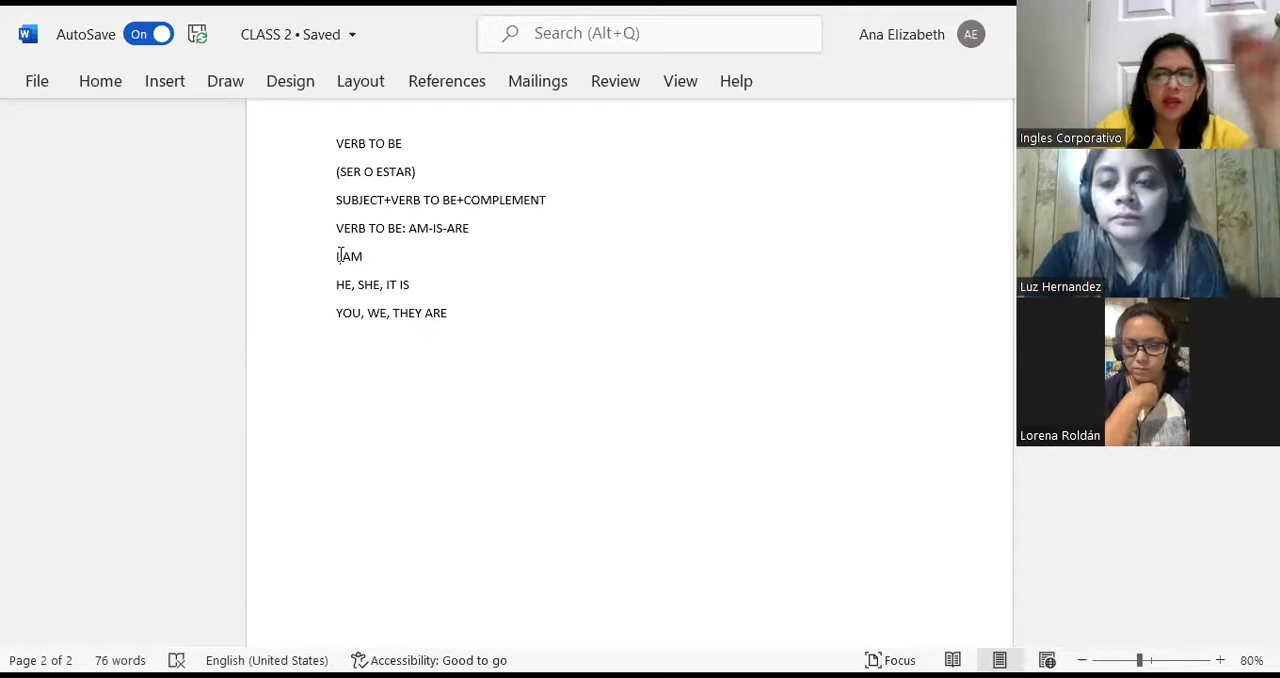 AutoSave On CLASS 2 • Saved Search (Alt+Q) Ana Elizabeth AE
File Home Insert Draw Design Layout References Mailings Review View Help
VERB TO BE
(SER O ESTAR)
SUBJECT+VERB TO BE+COMPLEMENT
VERB TO BE: AM-IS-ARE
I AM
HE, SHE, IT IS
YOU, WE, THEY ARE
Ingles Corporativo
Luz Hernandez
Lorena Roldán
Page 2 of 2 76 words English (United States) Accessibility: Good to go Focus 80%